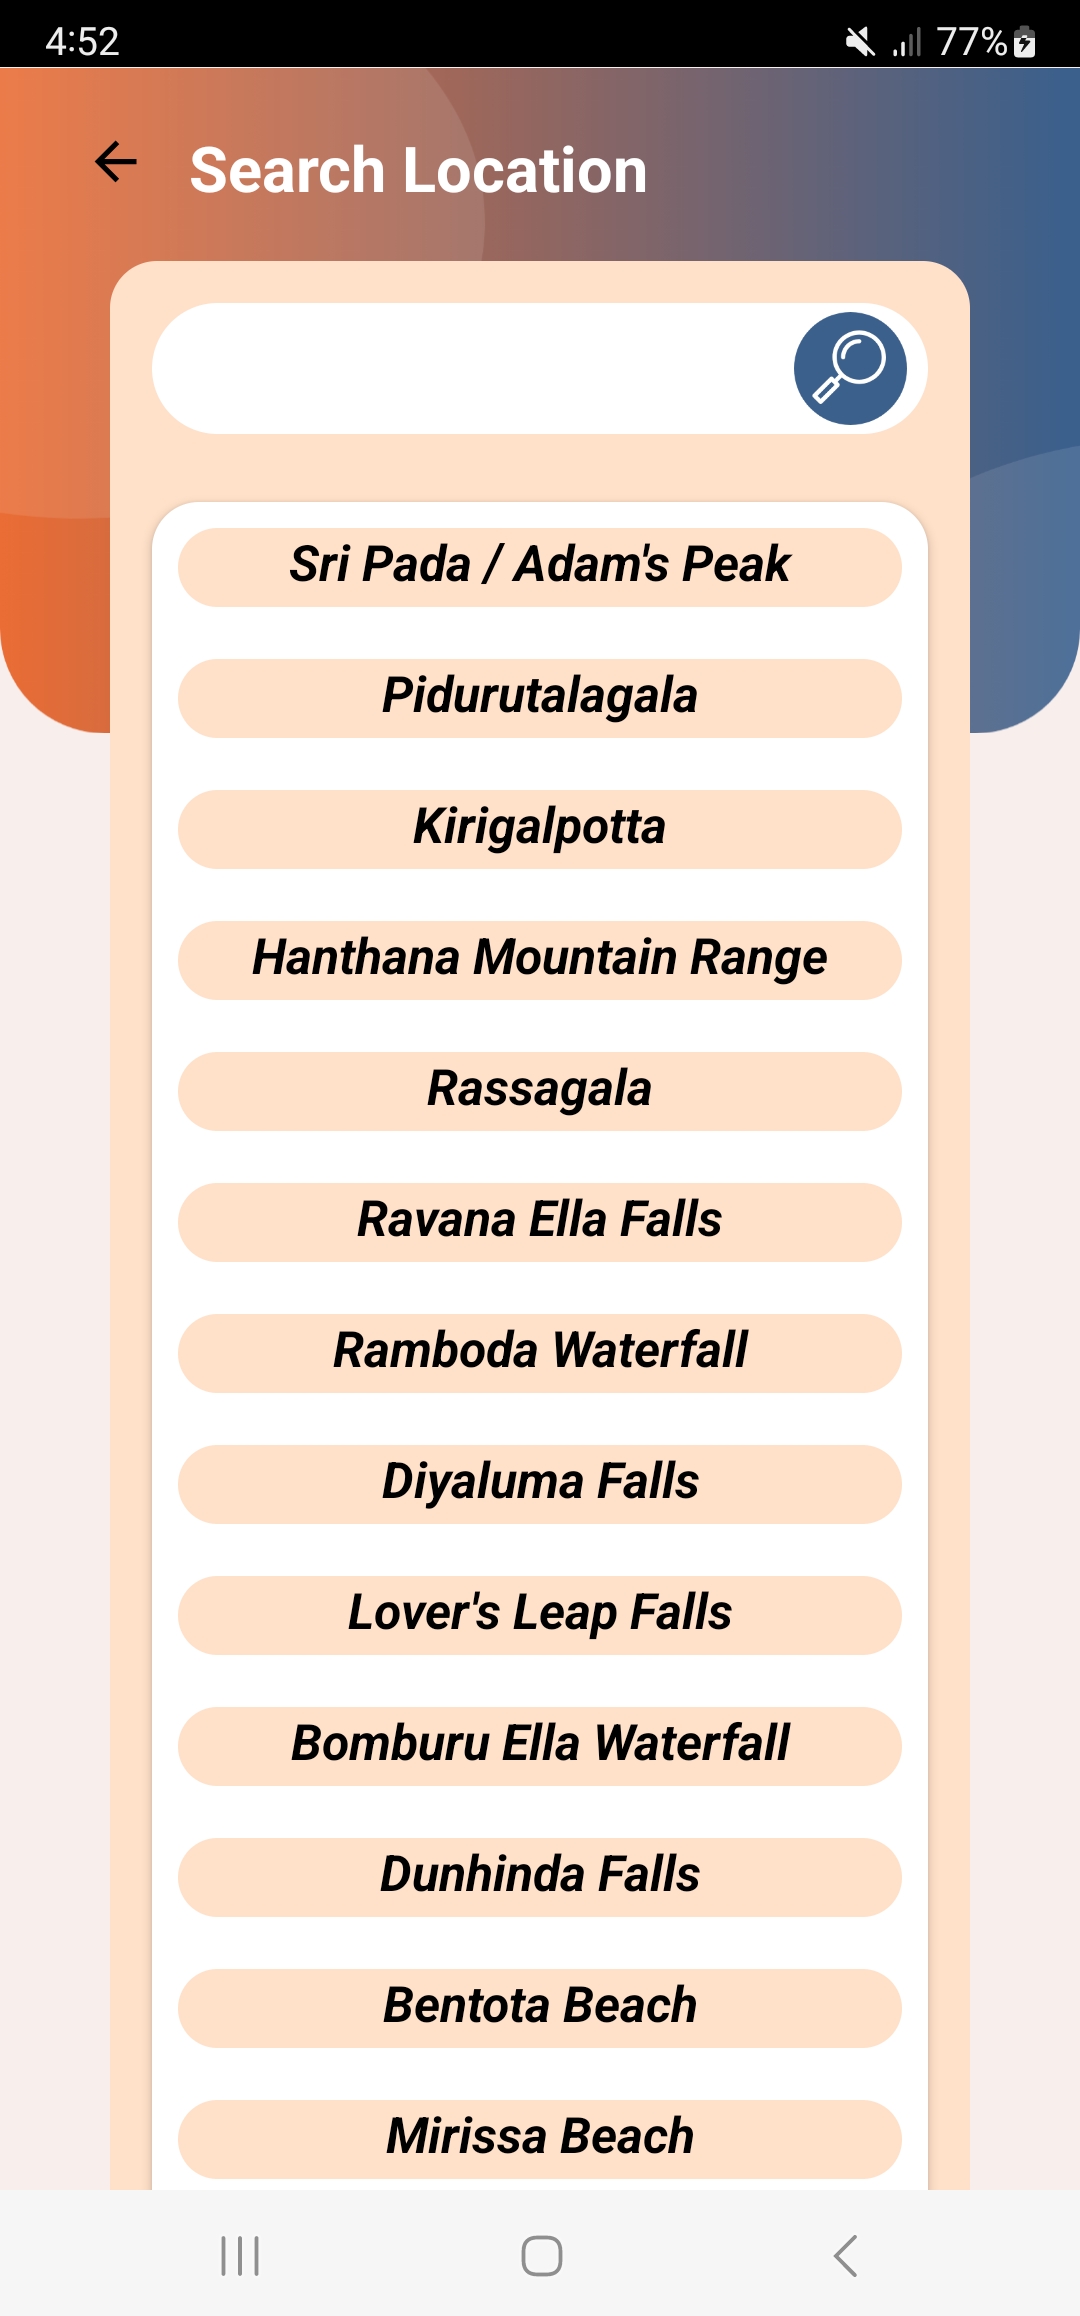 4:52
77%
Search Location
Sri Pada / Adam's Peak
Pidurutalagala
Kirigalpotta
Hanthana Mountain Range
Rassagala
Ravana Ella Falls
Ramboda Waterfall
Diyaluma Falls
Lover's Leap Falls
Bomburu Ella Waterfall
Dunhinda Falls
Bentota Beach
Mirissa Beach